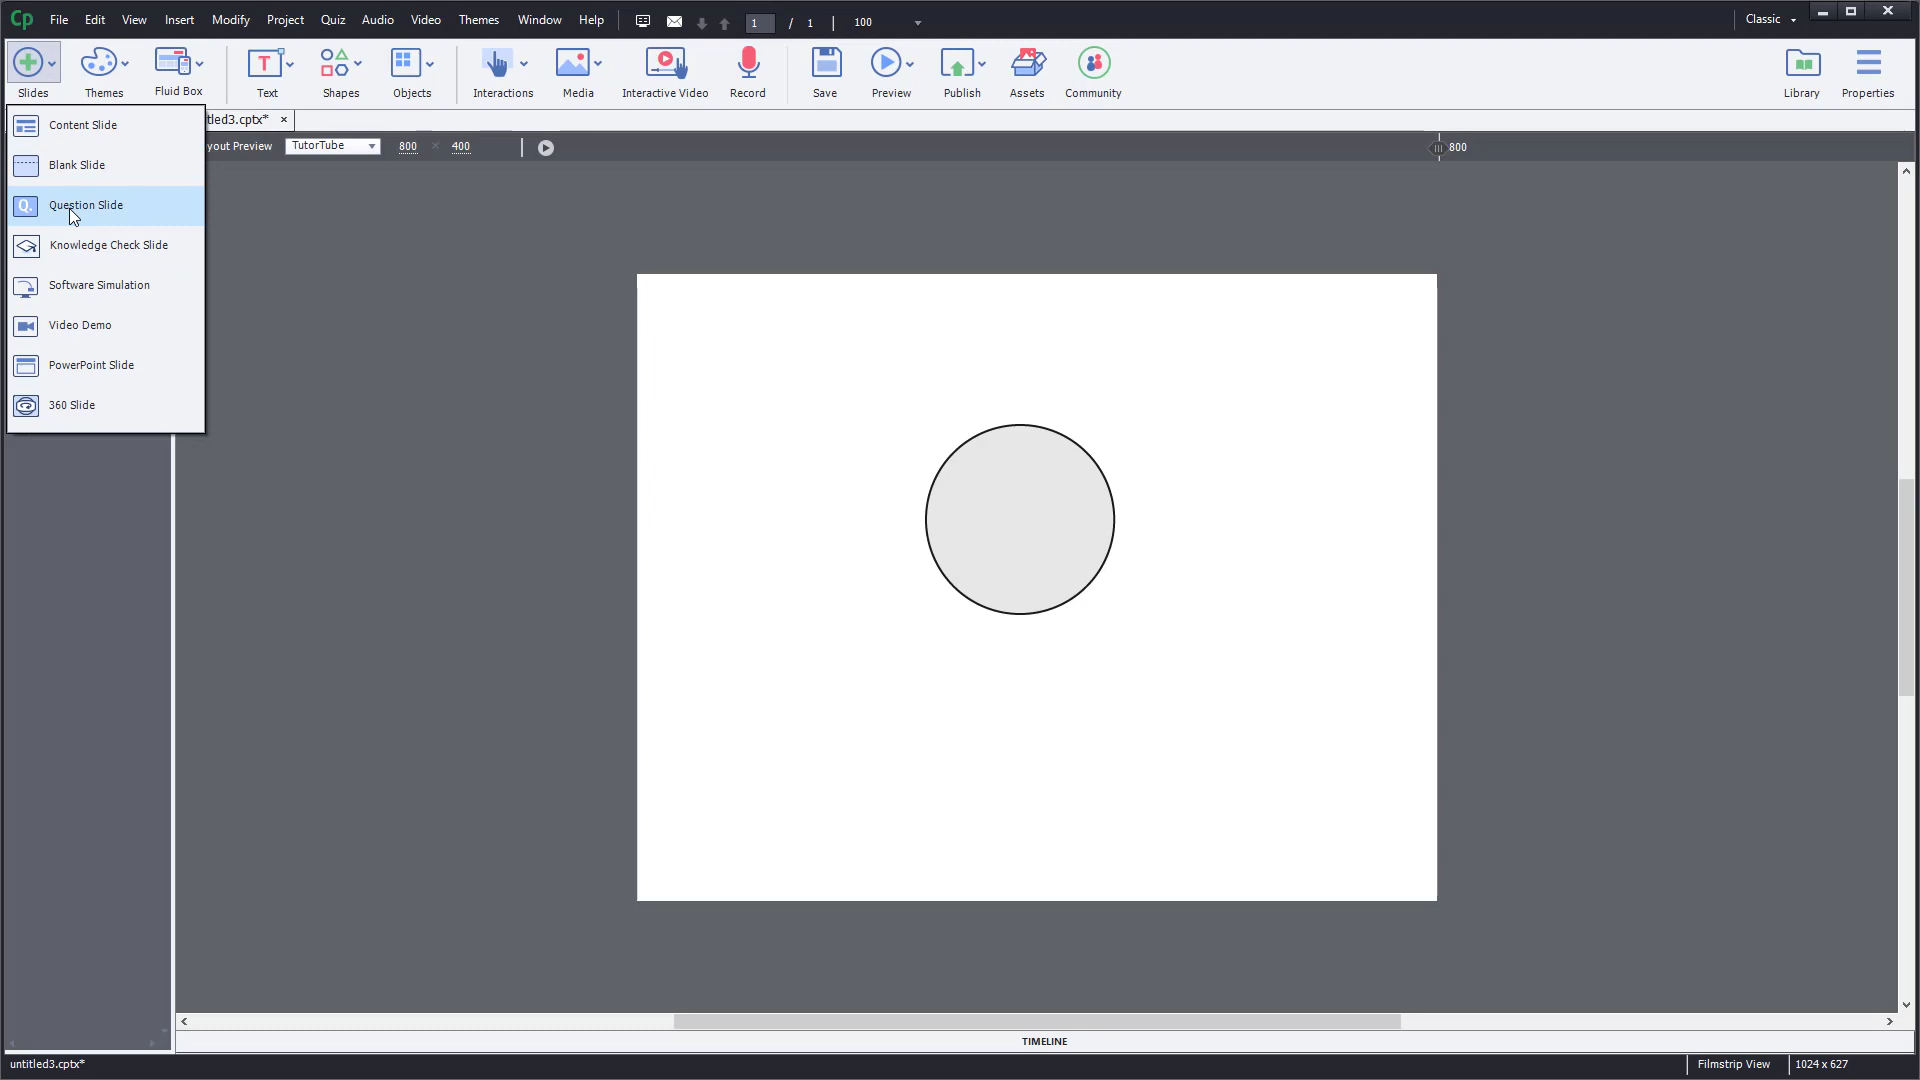 Cp File Edit View Insert Modify Project Quiz Audio Video Themes Window Help 1 / 1 100 Classic
Slides Themes Fluid Box Text Shapes Objects Interactions Media Interactive Video Record Save Preview Publish Assets Community Library Properties
tled3.cptx* ×
yout Preview TutorTube 800 × 400 800
Content Slide
Blank Slide
Q. Question Slide
Knowledge Check Slide
Software Simulation
Video Demo
PowerPoint Slide
360 Slide
TIMELINE
untitled3.cptx* Filmstrip View 1024 x 627